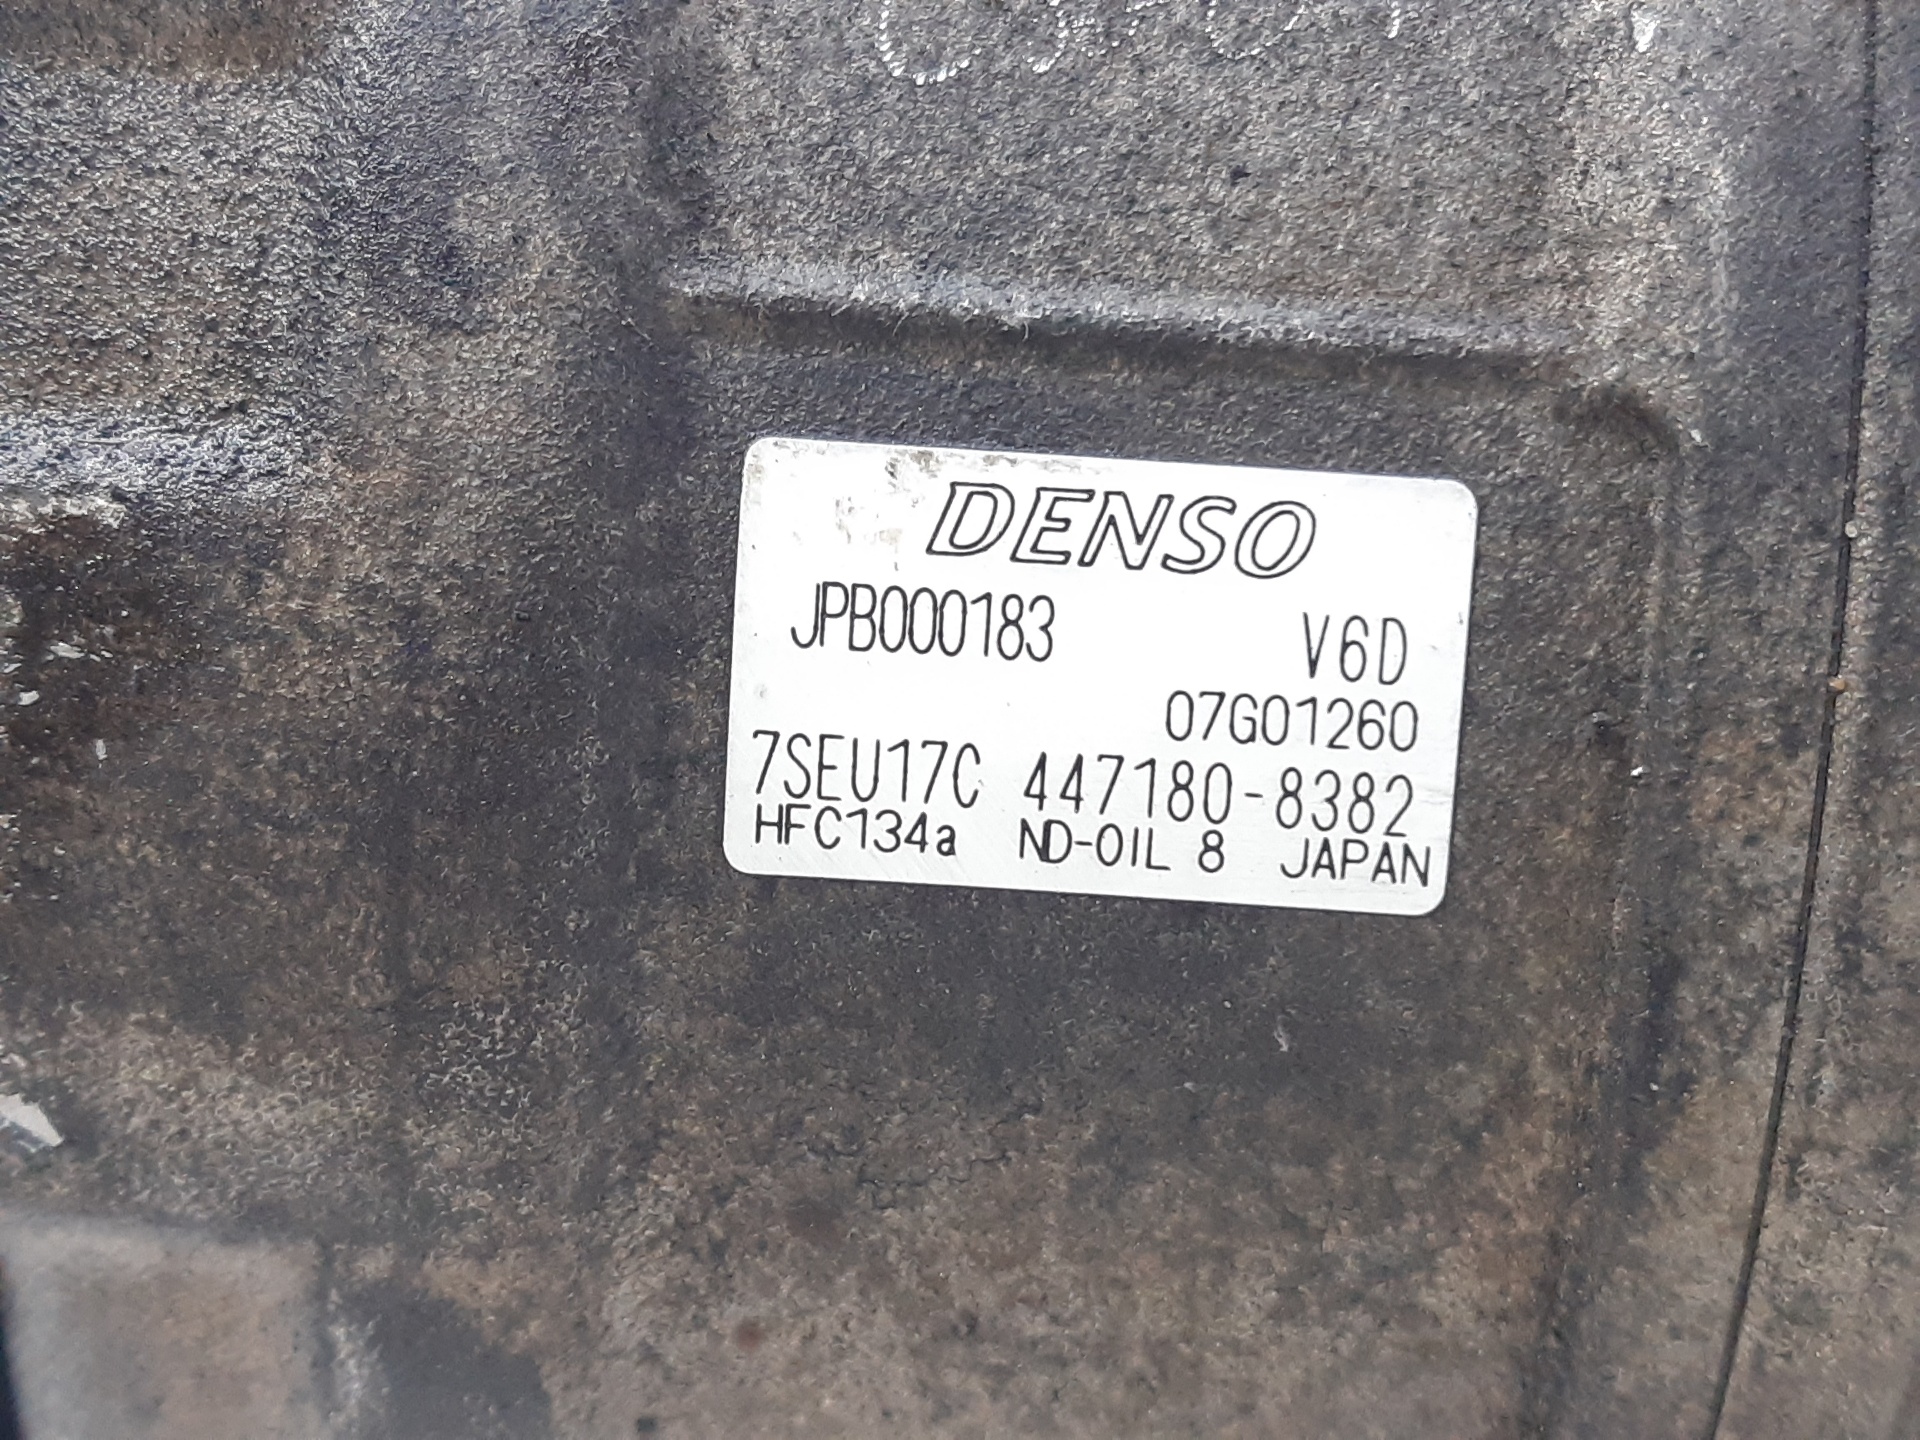 DENSO
JPB000183 V6D
07G01260
7SEU17C 447180-8382
HFC134a ND-OIL 8 JAPAN